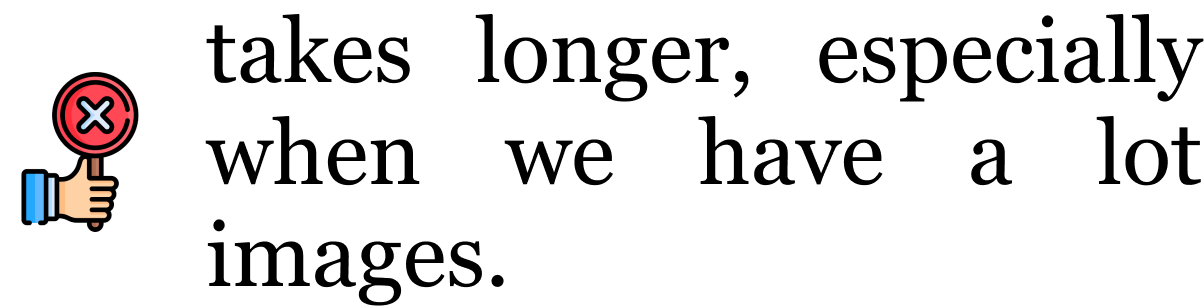 takes longer, especially
when we have a lot
images.